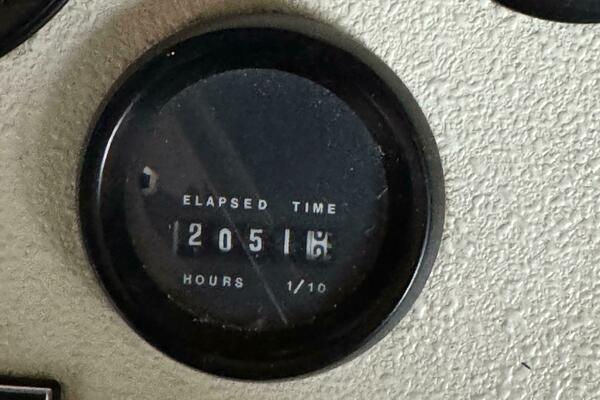 ELAPSED TIME
2051
HOURS 1/10